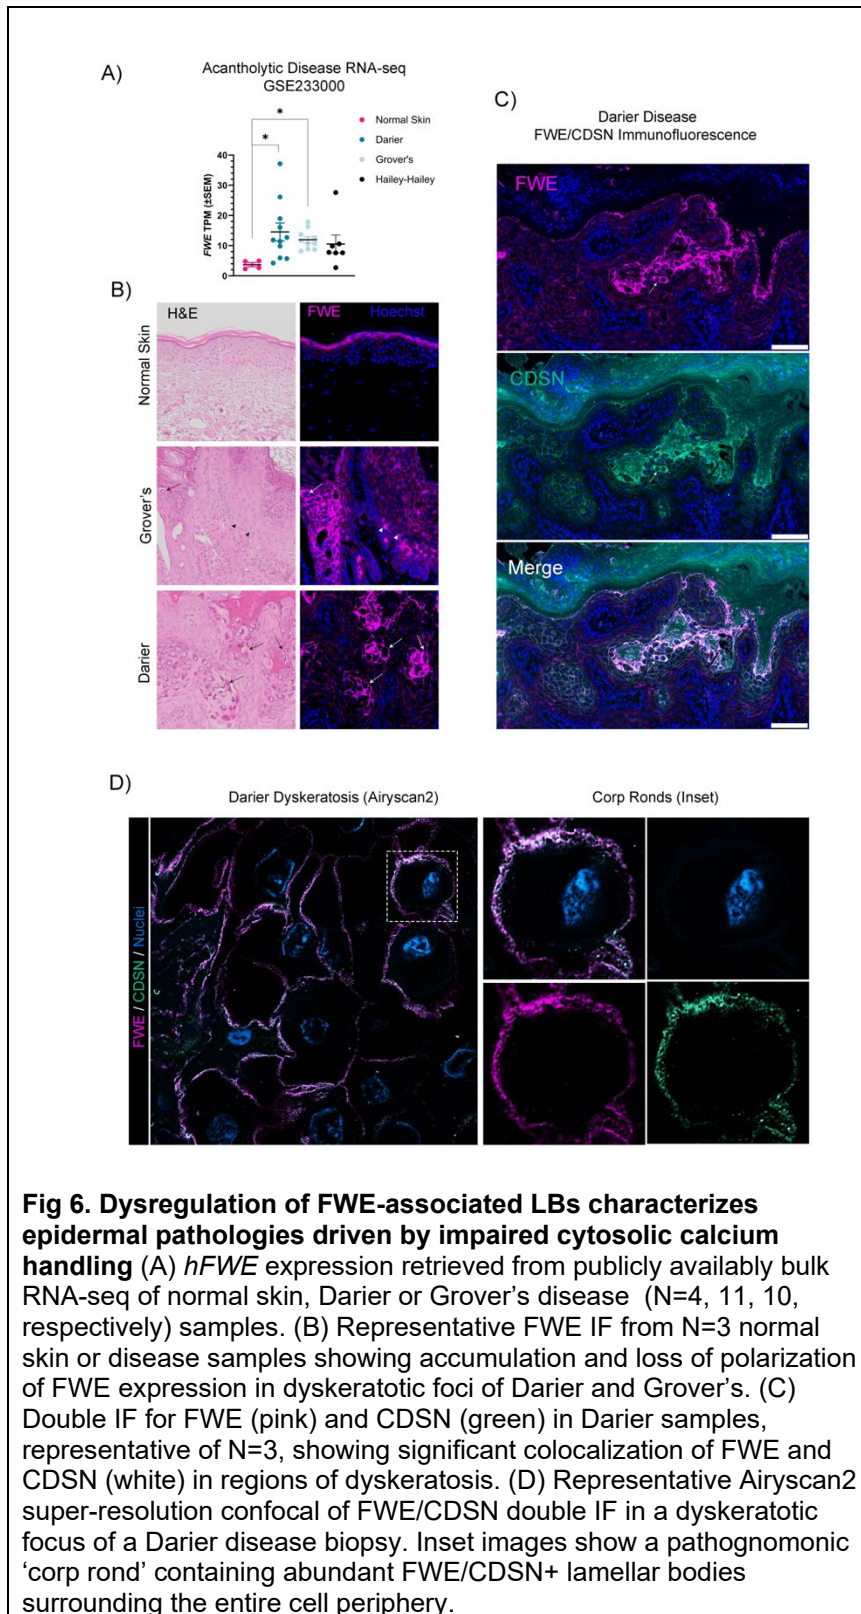 A)
Acantholytic Disease RNA-seq
GSE233000
Normal Skin
Darier
Grover's
Hailey-Hailey
*
*
FWE TPM (±SEM)
40
30
20
10
0
B)
H&E
FWE
Hoechst
Normal Skin
Grover's
Darier
C)
Darier Disease
FWE/CDSN Immunofluorescence
FWE
CDSN
Merge
D)
Darier Dyskeratosis (Airyscan2)
Corp Ronds (Inset)
FWE / CDSN / Nuclei
Fig 6. Dysregulation of FWE-associated LBs characterizes
epidermal pathologies driven by impaired cytosolic calcium
handling (A) hFWE expression retrieved from publicly availably bulk
RNA-seq of normal skin, Darier or Grover's disease (N=4, 11, 10,
respectively) samples. (B) Representative FWE IF from N=3 normal
skin or disease samples showing accumulation and loss of polarization
of FWE expression in dyskeratotic foci of Darier and Grover's. (C)
Double IF for FWE (pink) and CDSN (green) in Darier samples,
representative of N=3, showing significant colocalization of FWE and
CDSN (white) in regions of dyskeratosis. (D) Representative Airyscan2
super-resolution confocal of FWE/CDSN double IF in a dyskeratotic
focus of a Darier disease biopsy. Inset images show a pathognomonic
'corp rond' containing abundant FWE/CDSN+ lamellar bodies
surrounding the entire cell periphery.